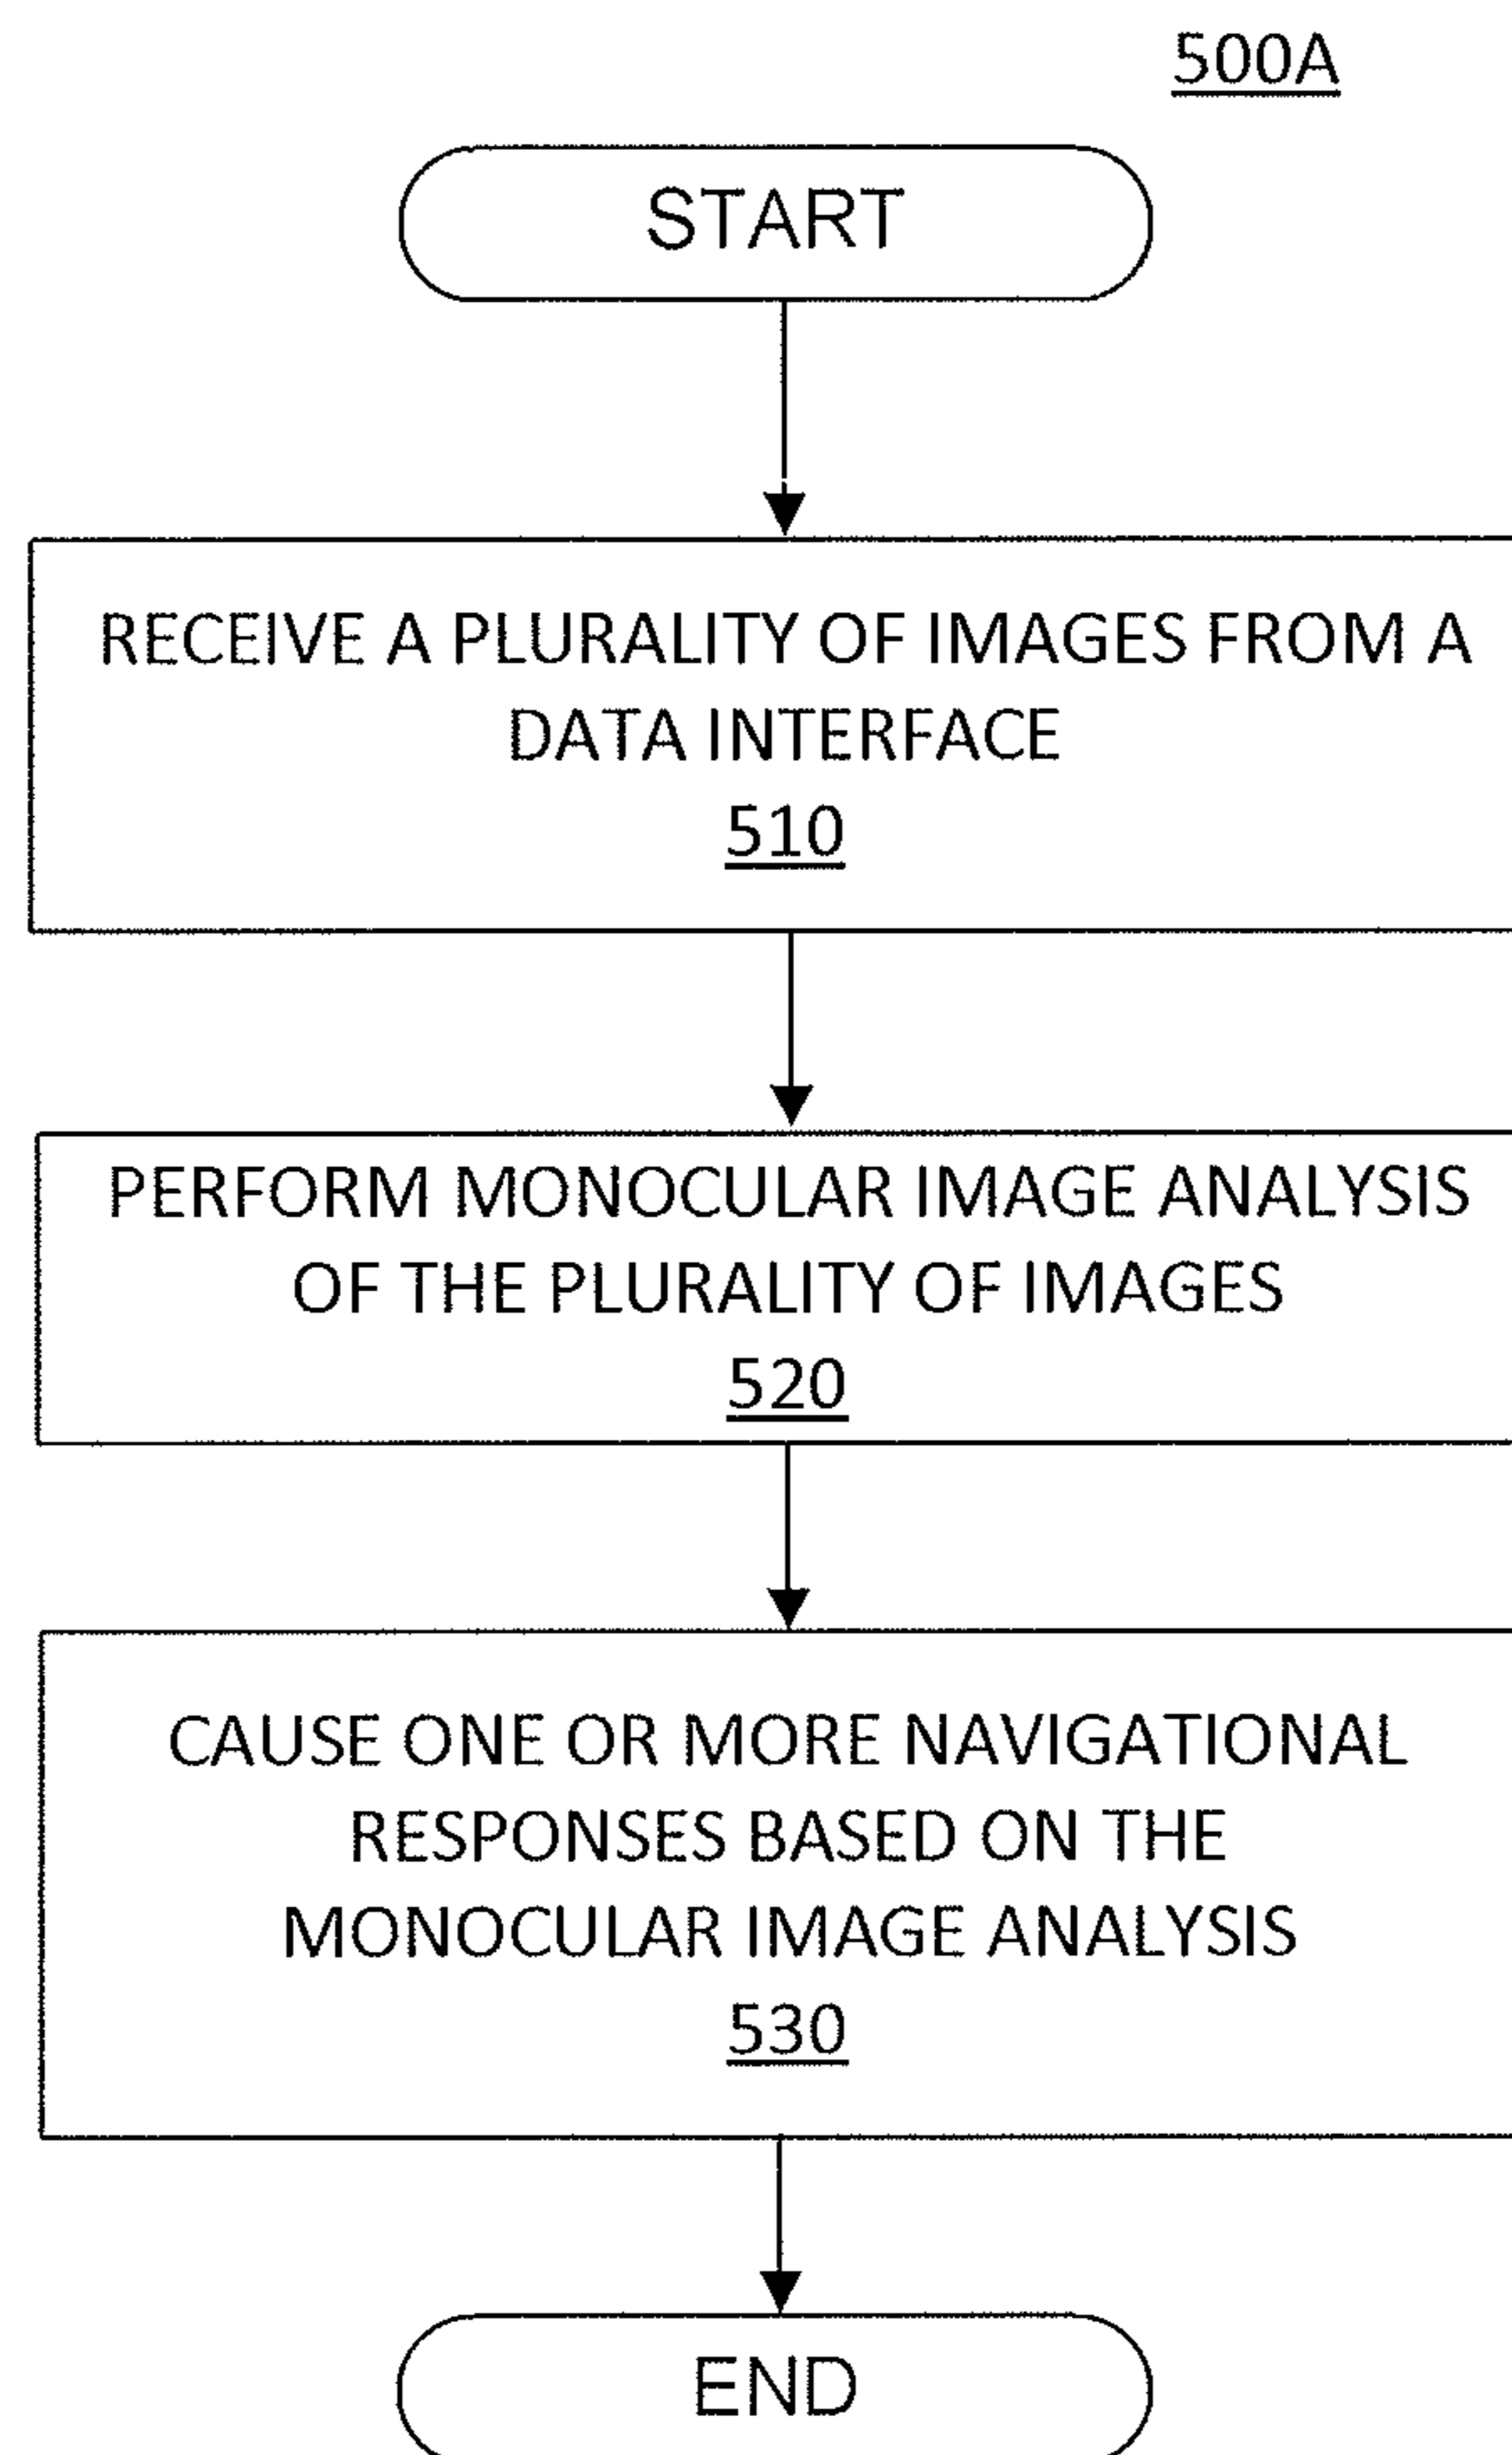 500A
START
RECEIVE A PLURALITY OF IMAGES FROM A
DATA INTERFACE
510
PERFORM MONOCULAR IMAGE ANALYSIS
OF THE PLURALITY OF IMAGES
520
CAUSE ONE OR MORE NAVIGATIONAL
RESPONSES BASED ON THE
MONOCULAR IMAGE ANALYSIS
530
END